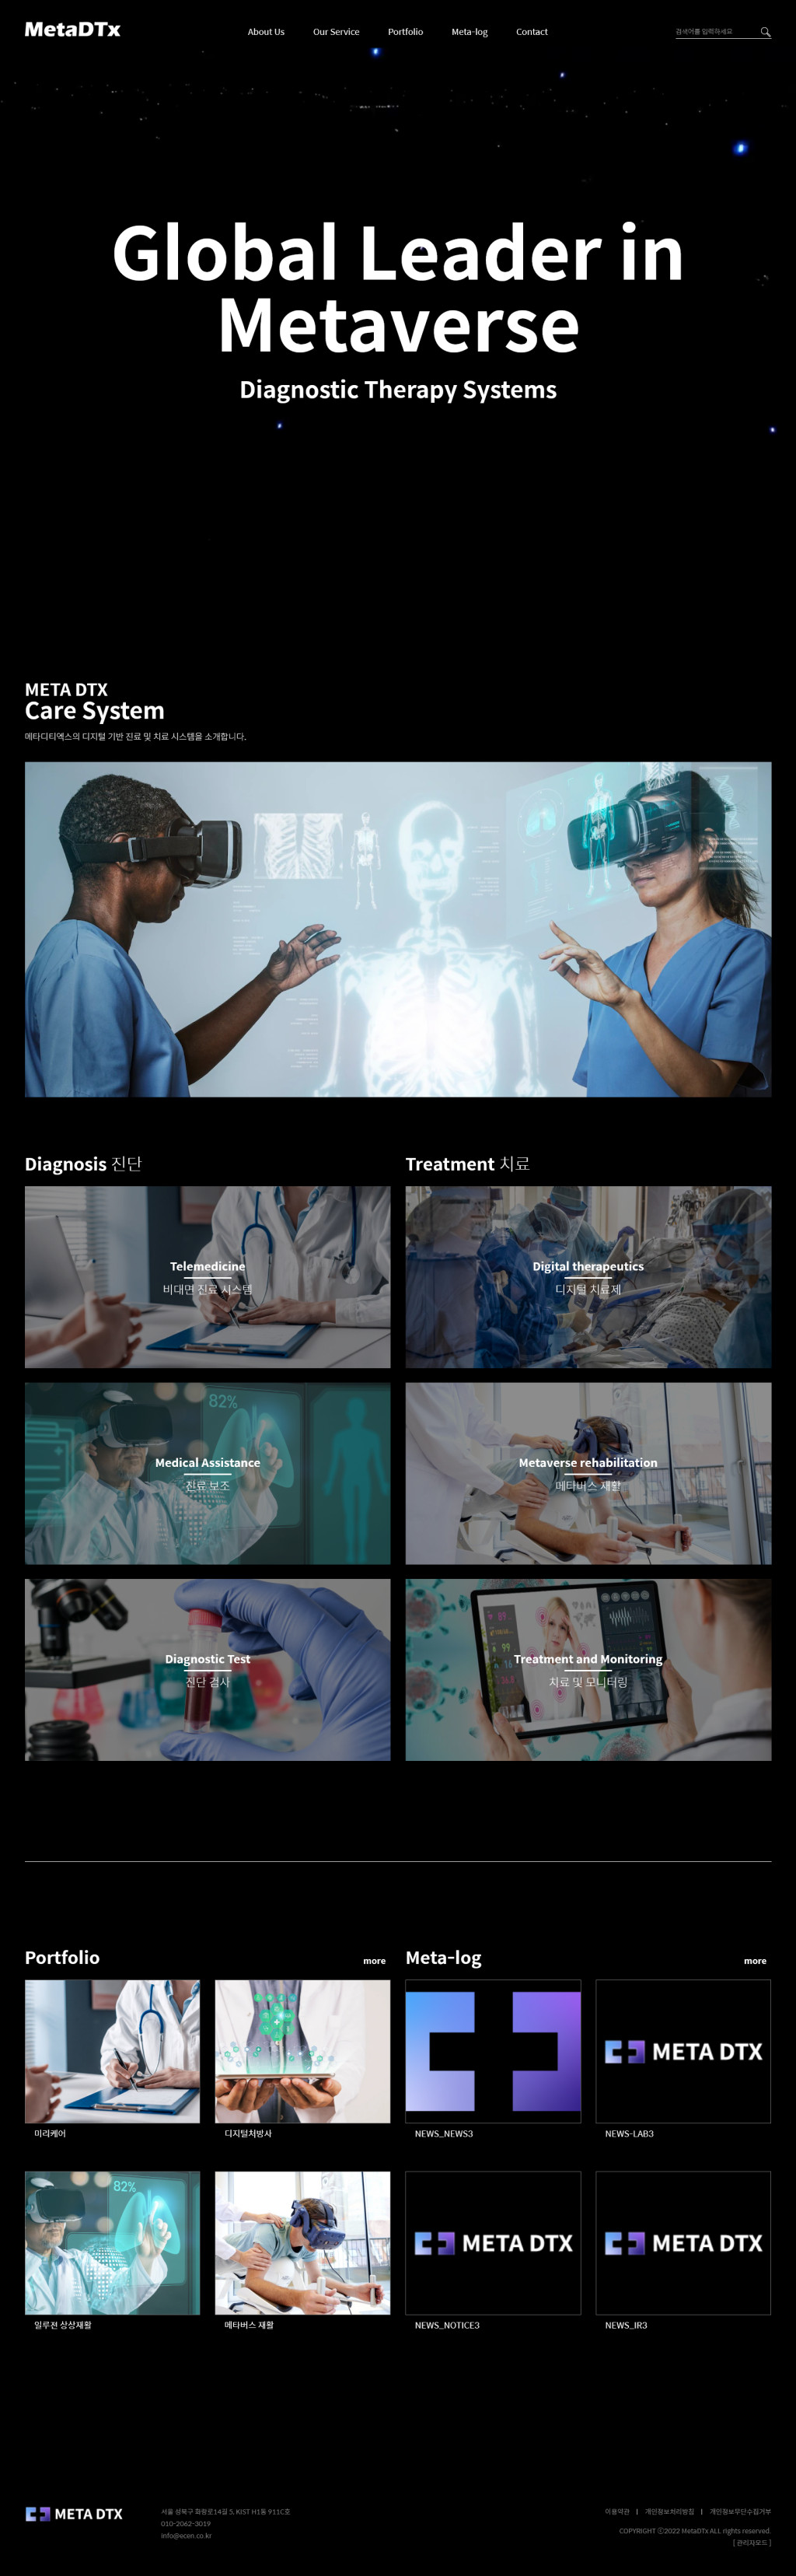 MetaDTx
About Us
Our Service
Portfolio
Meta-log
Contact
검색어를 입력하세요
Global Leader in
Metaverse
Diagnostic Therapy Systems
META DTX
Care System
메타디티엑스의 디지털 기반 진료 및 치료 시스템을 소개합니다.
Diagnosis 진단
Treatment 치료
Telemedicine
비대면 진료 시스템
Digital therapeutics
디지털 치료제
82%
Medical Assistance
진료 보조
Metaverse rehabilitation
메타버스 재활
Diagnostic Test
진단 검사
Treatment and Monitoring
치료 및 모니터링
Portfolio
more
Meta-log
more
META DTX
미리케어
디지털처방사
NEWS_NEWS3
NEWS-LAB3
82%
META DTX
META DTX
일루젼 상상재활
메타버스 재활
NEWS_NOTICE3
NEWS_IR3
META DTX
서울 성북구 화랑로14길 5, KIST H1동 911C호
010-2062-3019
info@ecen.co.kr
이용약관 | 개인정보처리방침 | 개인정보무단수집거부
COPYRIGHT ⓒ2022 MetaDTx ALL rights reserved.
[ 관리자모드 ]